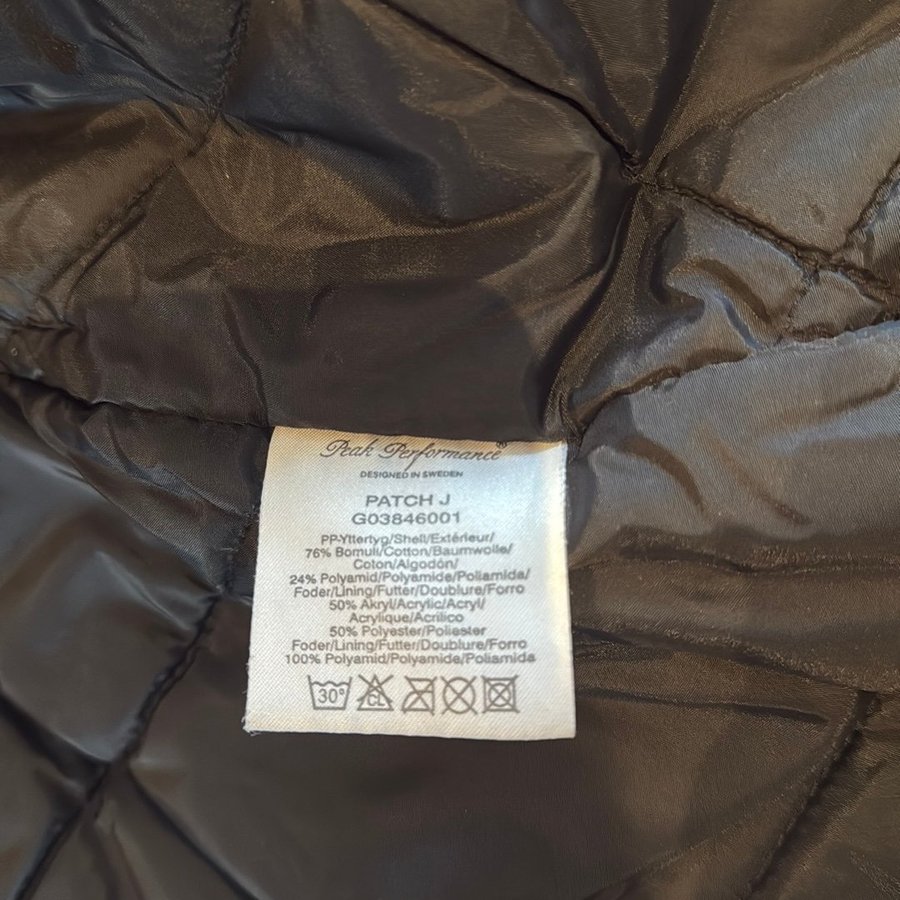 Peak Performance®
DESIGNED IN SWEDEN
PATCH J
G03846001
PP-Yttertyg/Shell/Extérieur/
76% Bomull/Cotton/Baumwolle/
Coton/Algodón/
24% Polyamid/Polyamide/Poliamida/
Foder/Lining/Futter/Doublure/Forro
50% Akryl/Acrylic/Acryl/
Acrylique/Acrilico
50% Polyester/Poliester
Foder/Lining/Futter/Doublure/Forro
100% Polyamid/Polyamide/Poliamida
30° CL